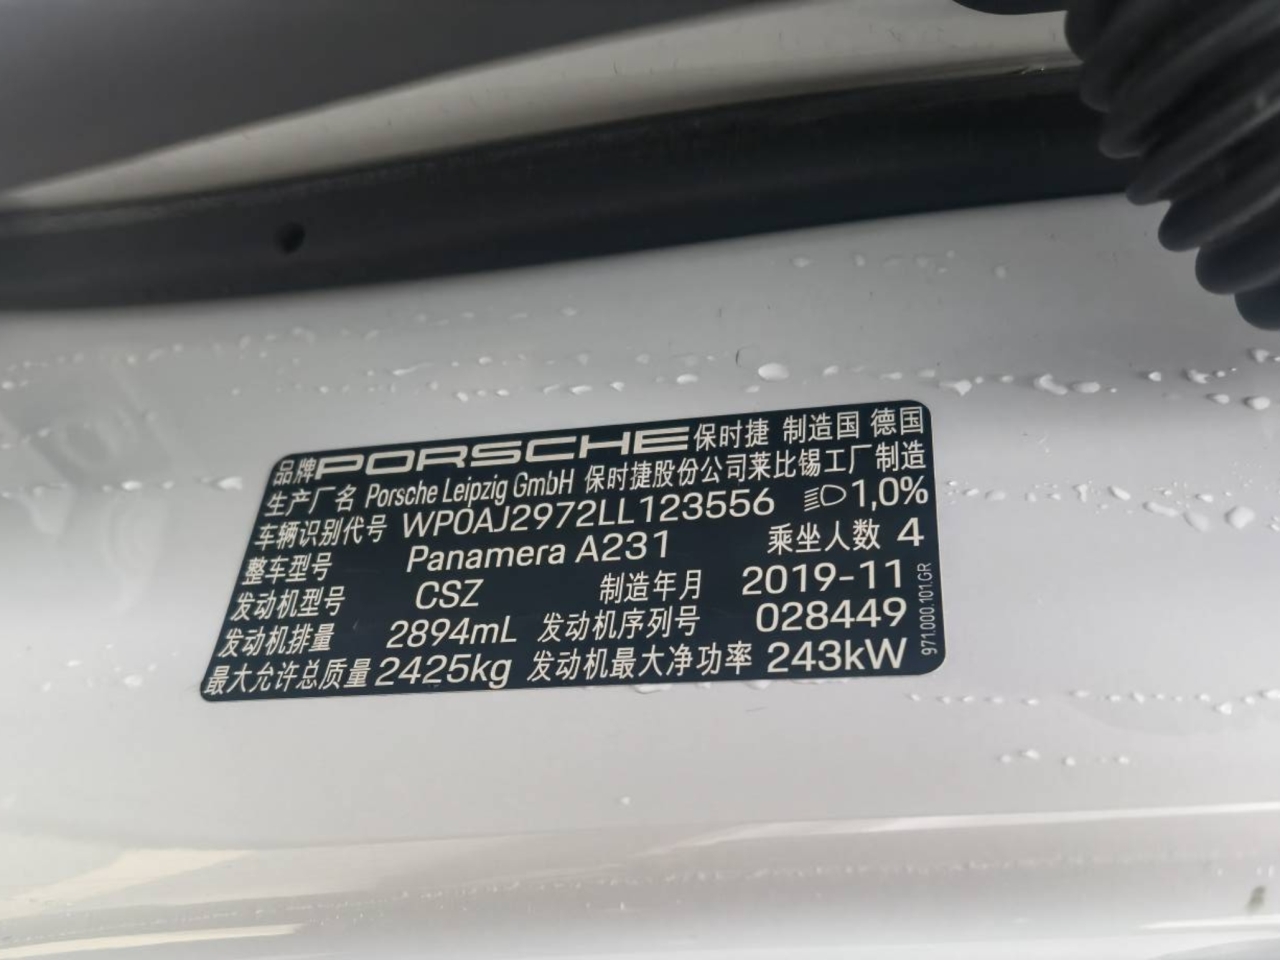 品牌 PORSCHE 保时捷 制造国 德国
生产厂名 Porsche Leipzig GmbH 保时捷股份公司莱比锡工厂制造
车辆识别代号 WP0AJ2972LL123556 1,0%
整车型号 Panamera A231 乘坐人数 4
发动机型号 CSZ 制造年月 2019-11
发动机排量 2894mL 发动机序列号 028449
最大允许总质量 2425kg 发动机最大净功率 243kW
971.000.101.GR